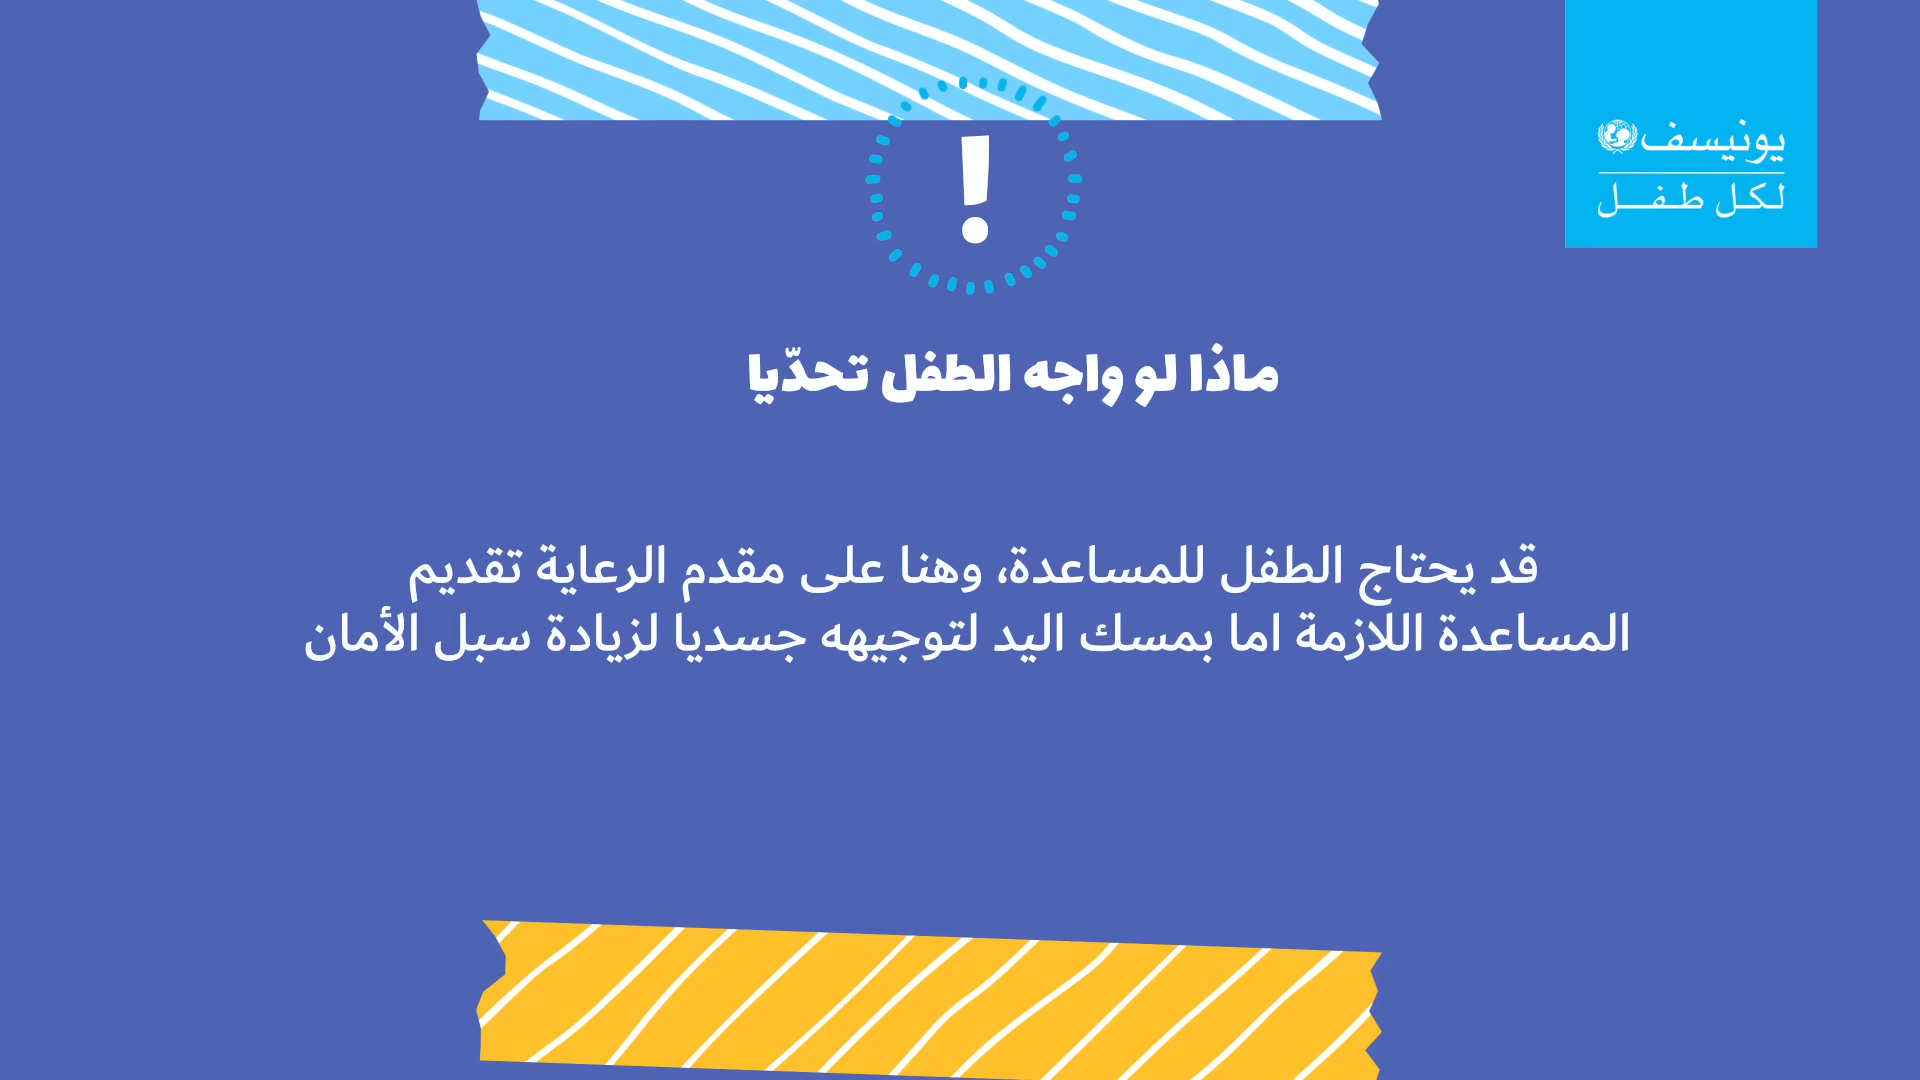 يونيسف
لكل طفل
!
ماذا لو واجه الطفل تحدّيا
قد يحتاج الطفل للمساعدة، وهنا على مقدم الرعاية تقديم
المساعدة اللازمة اما بمسك اليد لتوجيهه جسديا لزيادة سبل الأمان